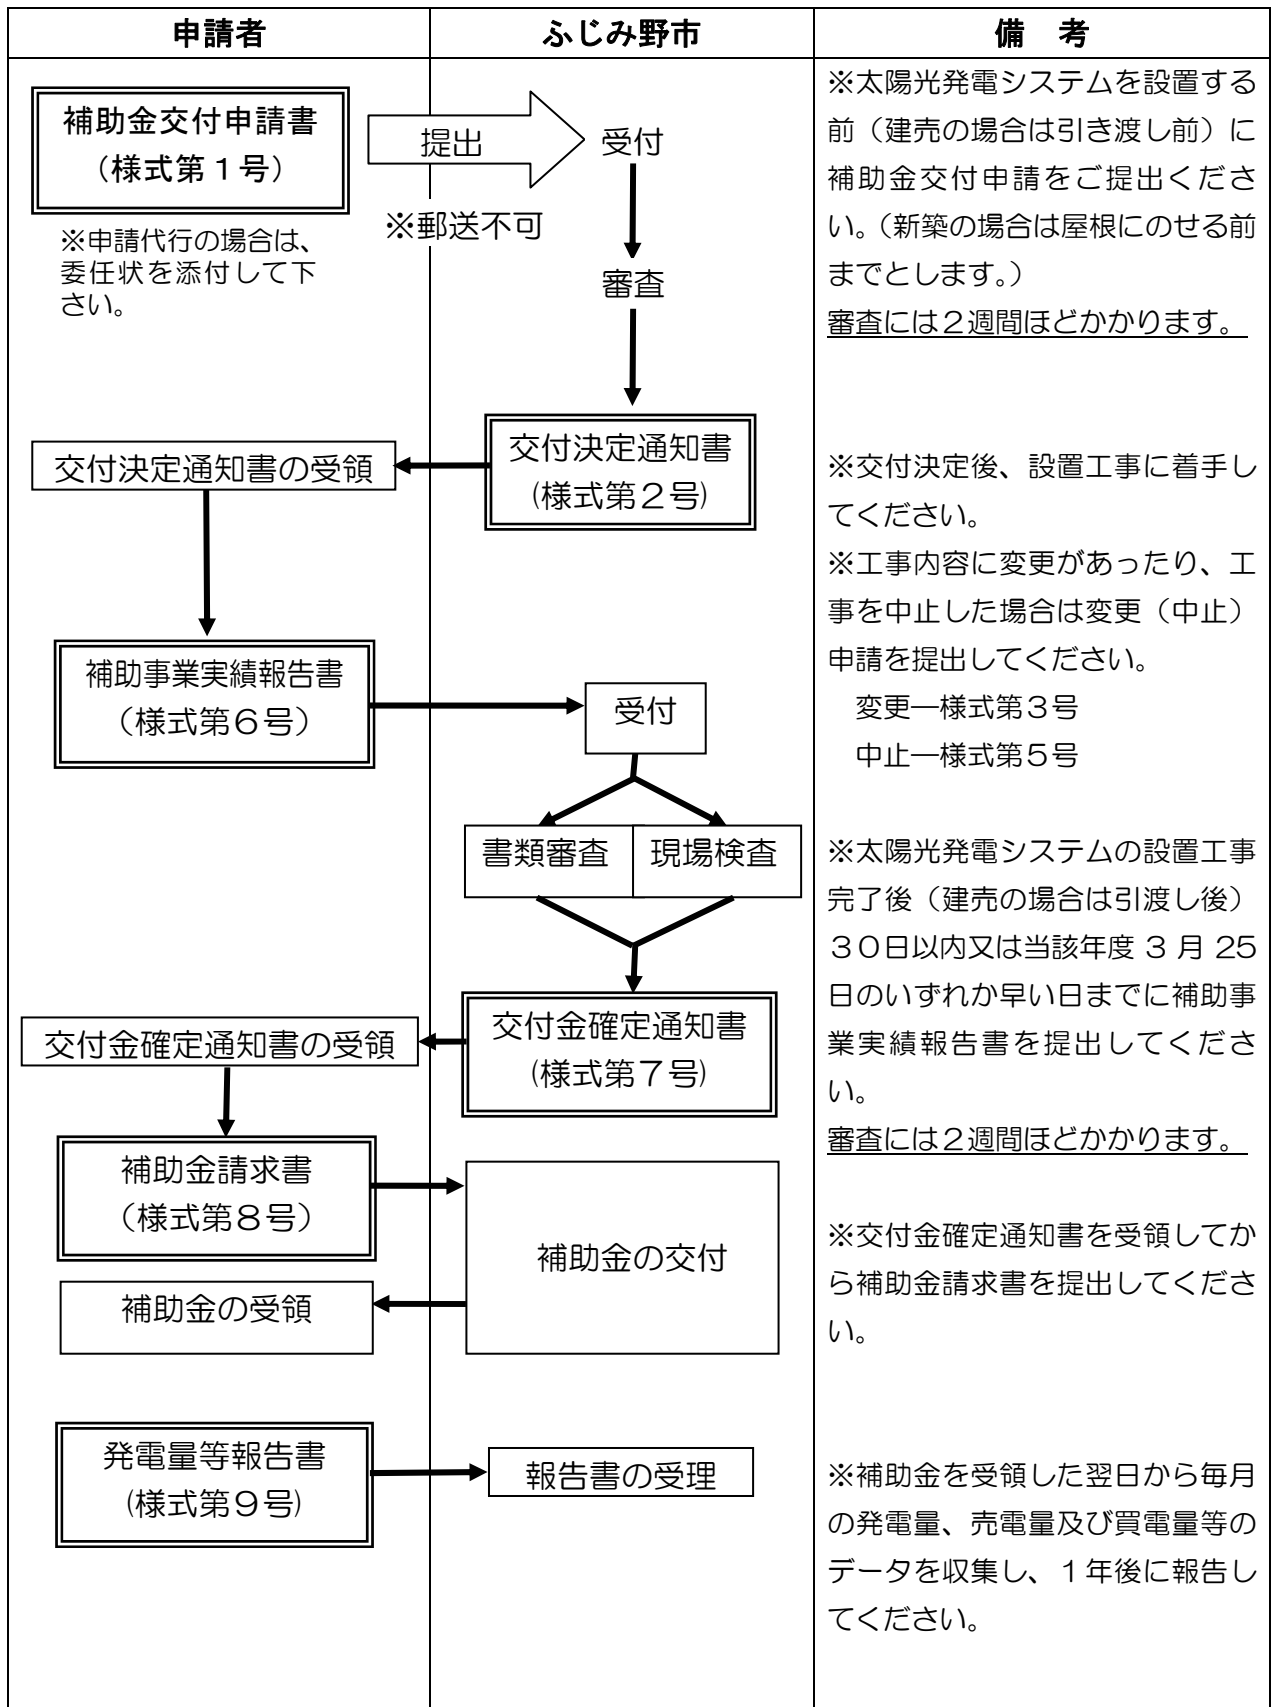 申請者
ふじみ野市
備　考
補助金交付申請書
（様式第１号）
提出
受付
※郵送不可
※申請代行の場合は、
委任状を添付して下
さい。
審査
※太陽光発電システムを設置する
前（建売の場合は引き渡し前）に
補助金交付申請をご提出くださ
い。（新築の場合は屋根にのせる前
までとします。）
審査には２週間ほどかかります。
交付決定通知書
(様式第２号)
交付決定通知書の受領
※交付決定後、設置工事に着手し
てください。
※工事内容に変更があったり、工
事を中止した場合は変更（中止）
申請を提出してください。
変更―様式第３号
中止―様式第５号
補助事業実績報告書
（様式第６号）
受付
書類審査
現場検査
※太陽光発電システムの設置工事
完了後（建売の場合は引渡し後）
３０日以内又は当該年度 3 月 25
日のいずれか早い日までに補助事
業実績報告書を提出してくださ
い。
審査には２週間ほどかかります。
交付金確定通知書
(様式第７号)
交付金確定通知書の受領
補助金請求書
（様式第８号）
補助金の交付
補助金の受領
※交付金確定通知書を受領してか
ら補助金請求書を提出してくださ
い。
発電量等報告書
(様式第９号)
報告書の受理
※補助金を受領した翌日から毎月
の発電量、売電量及び買電量等の
データを収集し、１年後に報告し
てください。